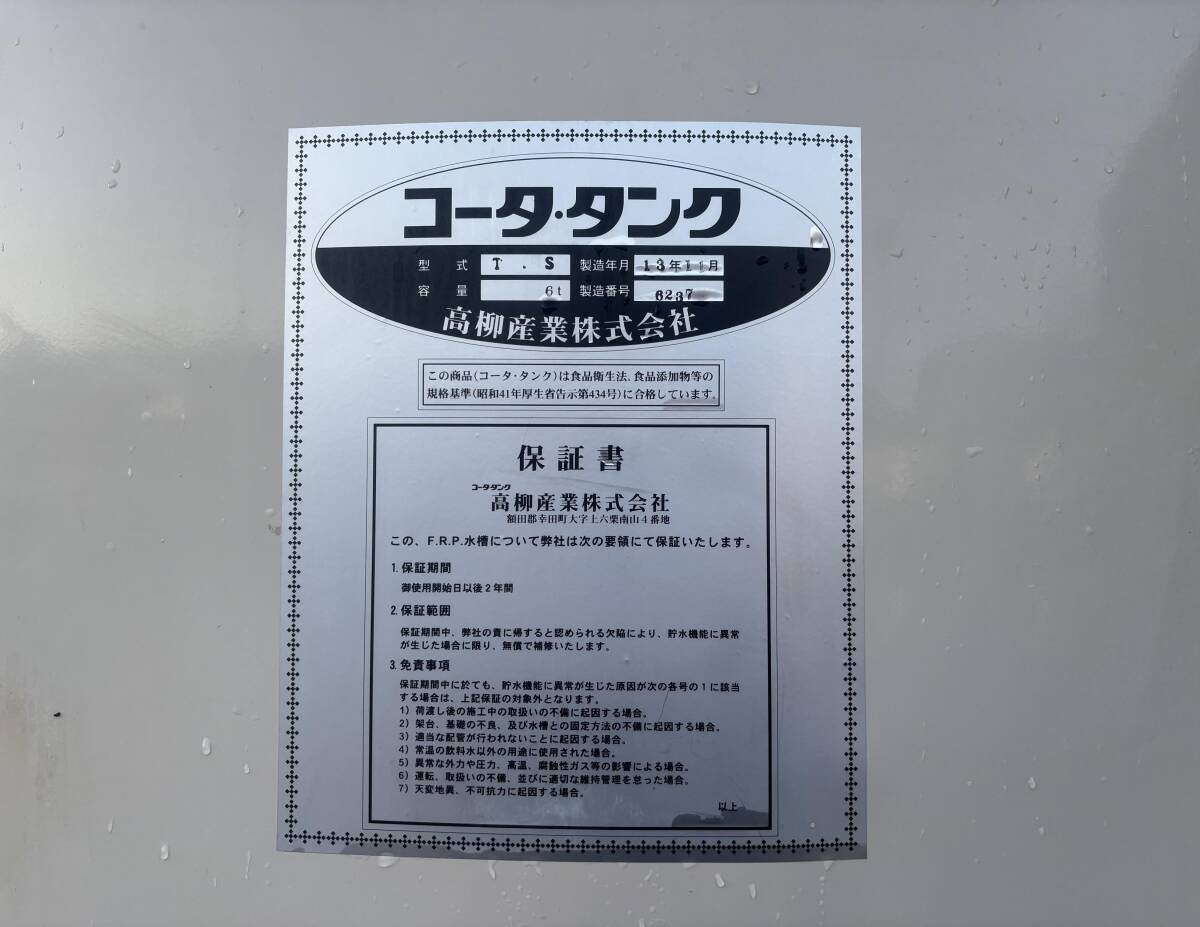 コータ・タンク
型式 T.S 製造年月 13年11月
容量 6t 製造番号 6237
高柳産業株式会社
この商品(コータ・タンク)は食品衛生法、食品添加物等の
規格基準(昭和41年厚生省告示第434号)に合格しています。
保証書
コータ・タンク
高柳産業株式会社
額田郡幸田町大字上六栗南山4番地
この、F.R.P.水槽について弊社は次の要領にて保証いたします。
1.保証期間
御使用開始日以後2年間
2.保証範囲
保証期間中、弊社の責に帰すると認められる欠陥により、貯水機能に異常
が生じた場合に限り、無償で補修いたします。
3.免責事項
保証期間中に於ても、貯水機能に異常が生じた原因が次の各号の1に該当
する場合は、上記保証の対象外となります。
1)荷渡し後の施工中の取扱いの不備に起因する場合。
2)架台、基礎の不良、及び水槽との固定方法の不備に起因する場合。
3)適当な配管が行われないことに起因する場合。
4)常温の飲料水以外の用途に使用された場合。
5)異常な外力や圧力、高温、腐蝕性ガス等の影響による場合。
6)運転、取扱いの不備、並びに適切な維持管理を怠った場合。
7)天変地異、不可抗力に起因する場合。
以上